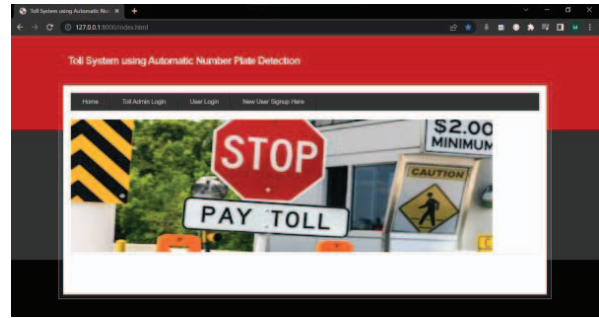 Toll System using Automatic Num
127.0.0.1:8000/index.html
Toll System using Automatic Number Plate Detection
Home Toll Admin Login User Login New User Signup Here
STOP
PAY TOLL
$2.00
MINIMUM
CAUTION